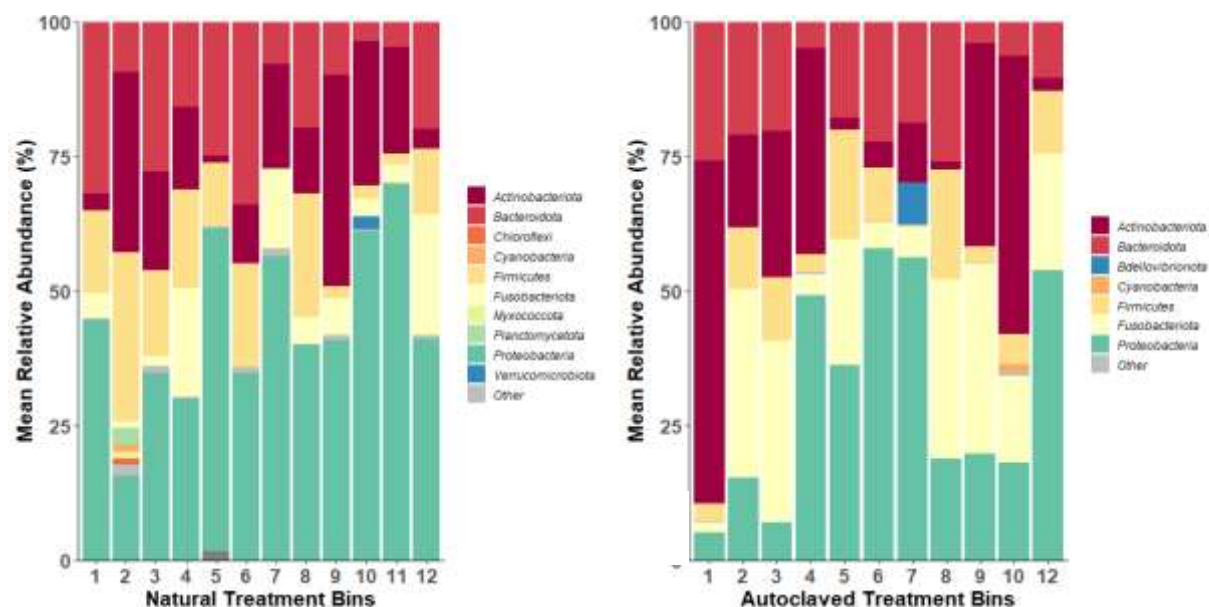 Mean Relative Abundance (%)
100
75
50
25
0
1 2 3 4 5 6 7 8 9 10 11 12
Natural Treatment Bins
Actinobacteriota
Bacteroidota
Chloroflexi
Cyanobacteria
Firmicutes
Fusobacteriota
Myxococcota
Planctomycetota
Proteobacteria
Verrucomicrobiota
Other
Mean Relative Abundance (%)
100
75
50
25
1 2 3 4 5 6 7 8 9 10 12
Autoclaved Treatment Bins
Actinobacteriota
Bacteroidota
Bdellovibrionota
Cyanobacteria
Firmicutes
Fusobacteriota
Proteobacteria
Other